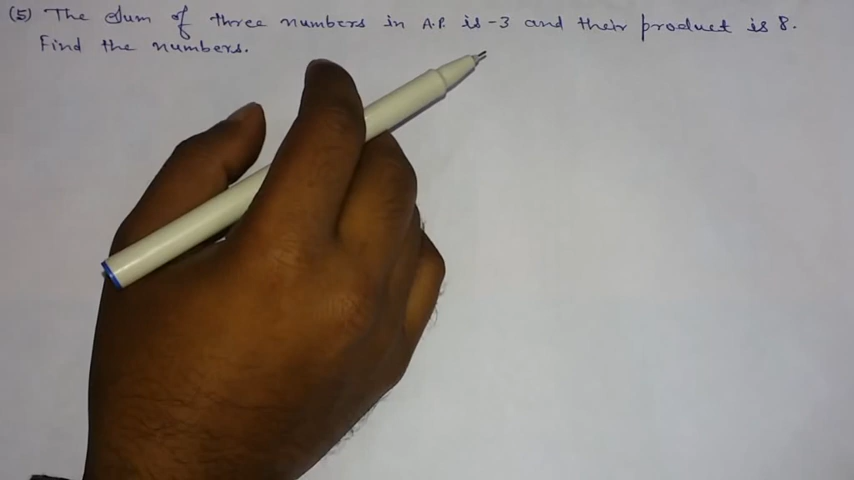 (5) The sum of three numbers in A.P. is -3 and their product is 8.
Find the numbers.